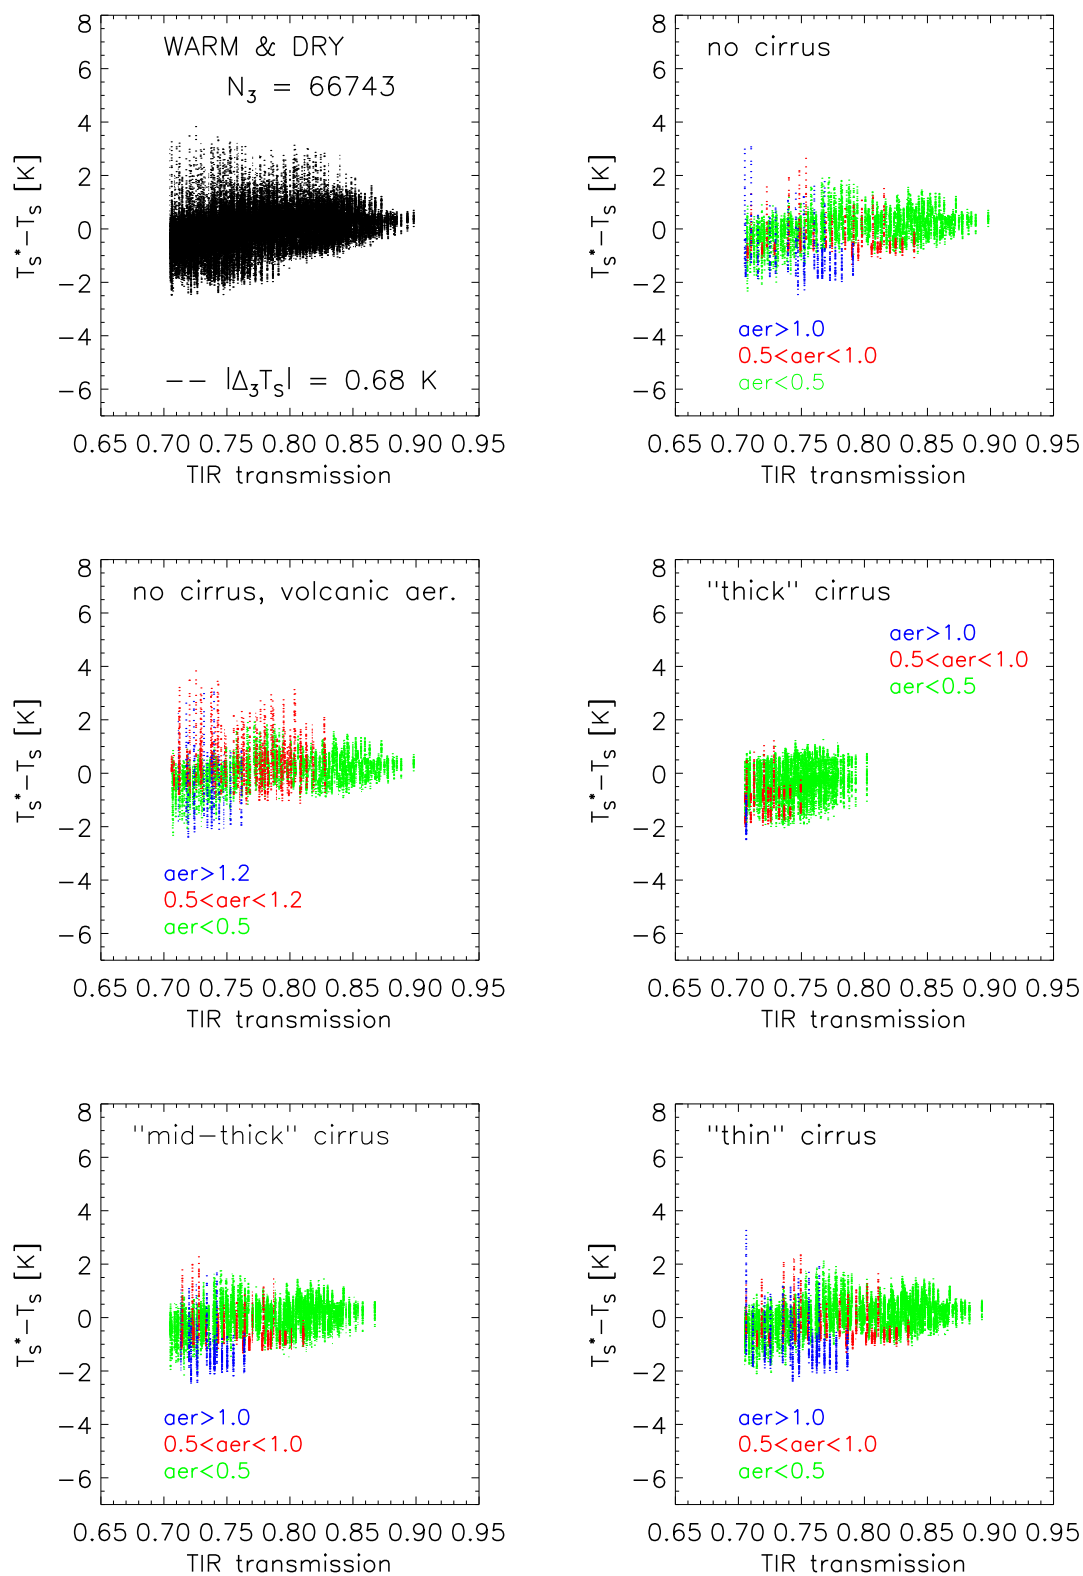 WARM & DRY
N3 = 66743
-- |Δ3TS| = 0.68 K
8
6
4
2
0
−2
−4
−6
TS*−TS [K]
0.65 0.70 0.75 0.80 0.85 0.90 0.95
TIR transmission
no cirrus
aer>1.0
0.5<aer<1.0
aer<0.5
8
6
4
2
0
−2
−4
−6
TS*−TS [K]
0.65 0.70 0.75 0.80 0.85 0.90 0.95
TIR transmission
no cirrus, volcanic aer.
aer>1.2
0.5<aer<1.2
aer<0.5
8
6
4
2
0
−2
−4
−6
TS*−TS [K]
0.65 0.70 0.75 0.80 0.85 0.90 0.95
TIR transmission
"thick" cirrus
aer>1.0
0.5<aer<1.0
aer<0.5
8
6
4
2
0
−2
−4
−6
TS*−TS [K]
0.65 0.70 0.75 0.80 0.85 0.90 0.95
TIR transmission
"mid−thick" cirrus
aer>1.0
0.5<aer<1.0
aer<0.5
8
6
4
2
0
−2
−4
−6
TS*−TS [K]
0.65 0.70 0.75 0.80 0.85 0.90 0.95
TIR transmission
"thin" cirrus
aer>1.0
0.5<aer<1.0
aer<0.5
8
6
4
2
0
−2
−4
−6
TS*−TS [K]
0.65 0.70 0.75 0.80 0.85 0.90 0.95
TIR transmission